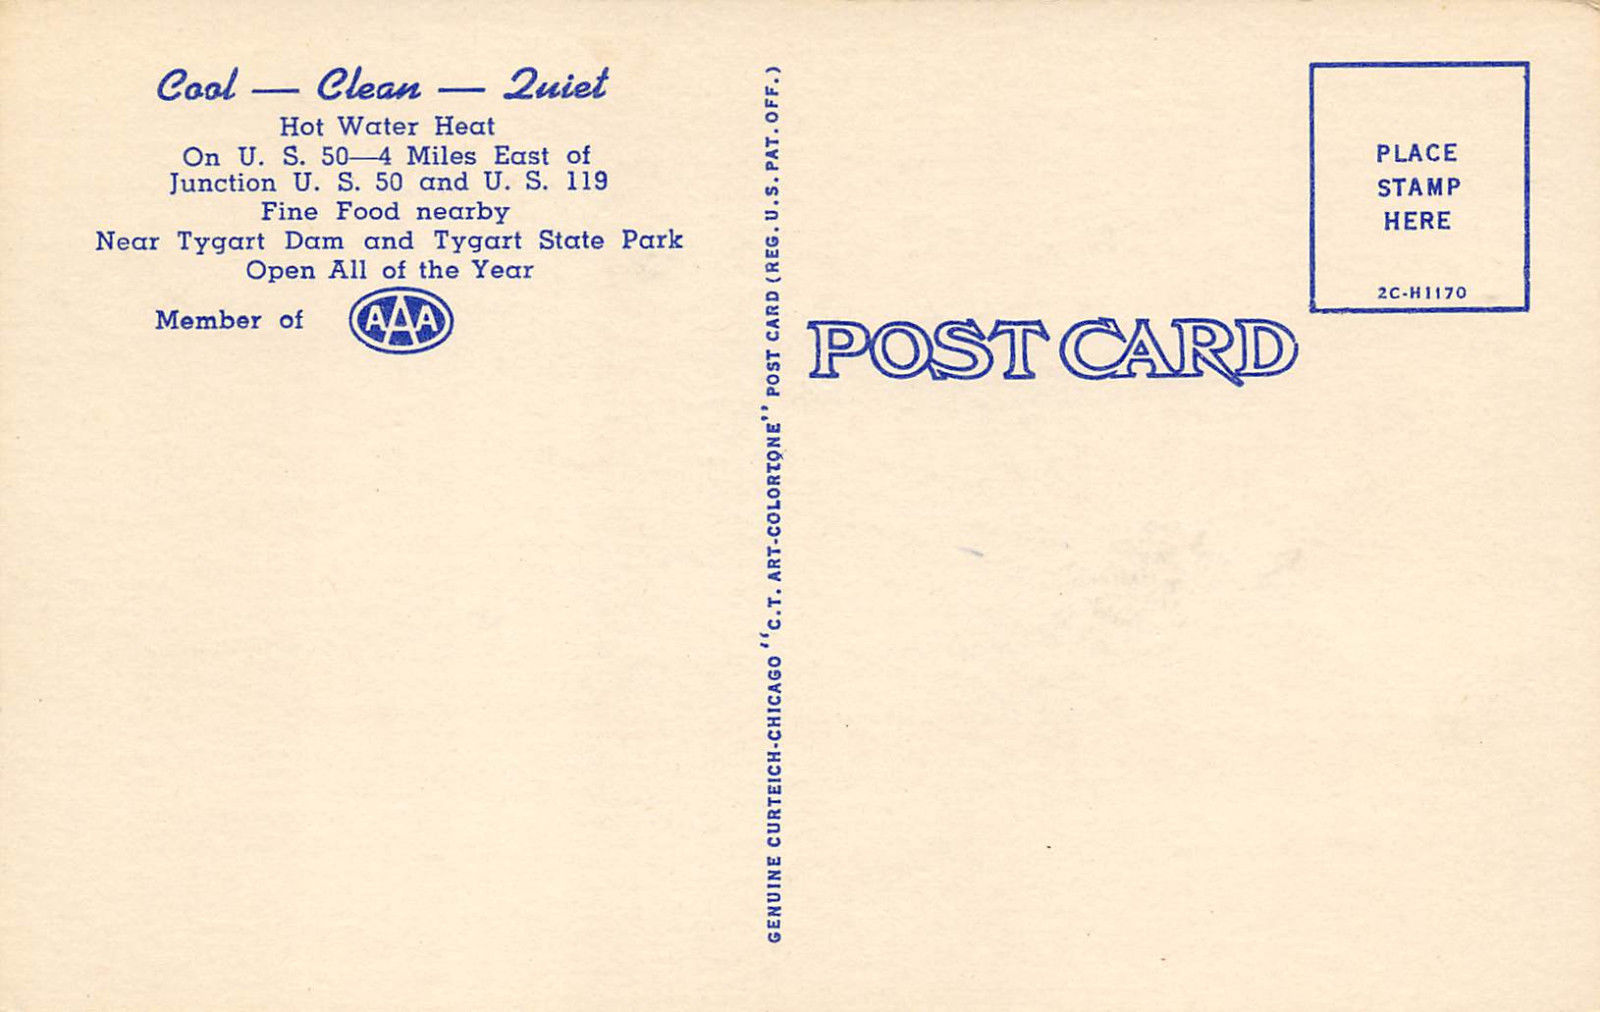 Cool — Clean — Quiet
Hot Water Heat
On U. S. 50—4 Miles East of
Junction U. S. 50 and U. S. 119
Fine Food nearby
Near Tygart Dam and Tygart State Park
Open All of the Year
Member of AAA
GENUINE CURTEICH-CHICAGO "C.T. ART-COLORTONE" POST CARD (REG. U.S. PAT. OFF.)
POST CARD
PLACE
STAMP
HERE
2C-H1170